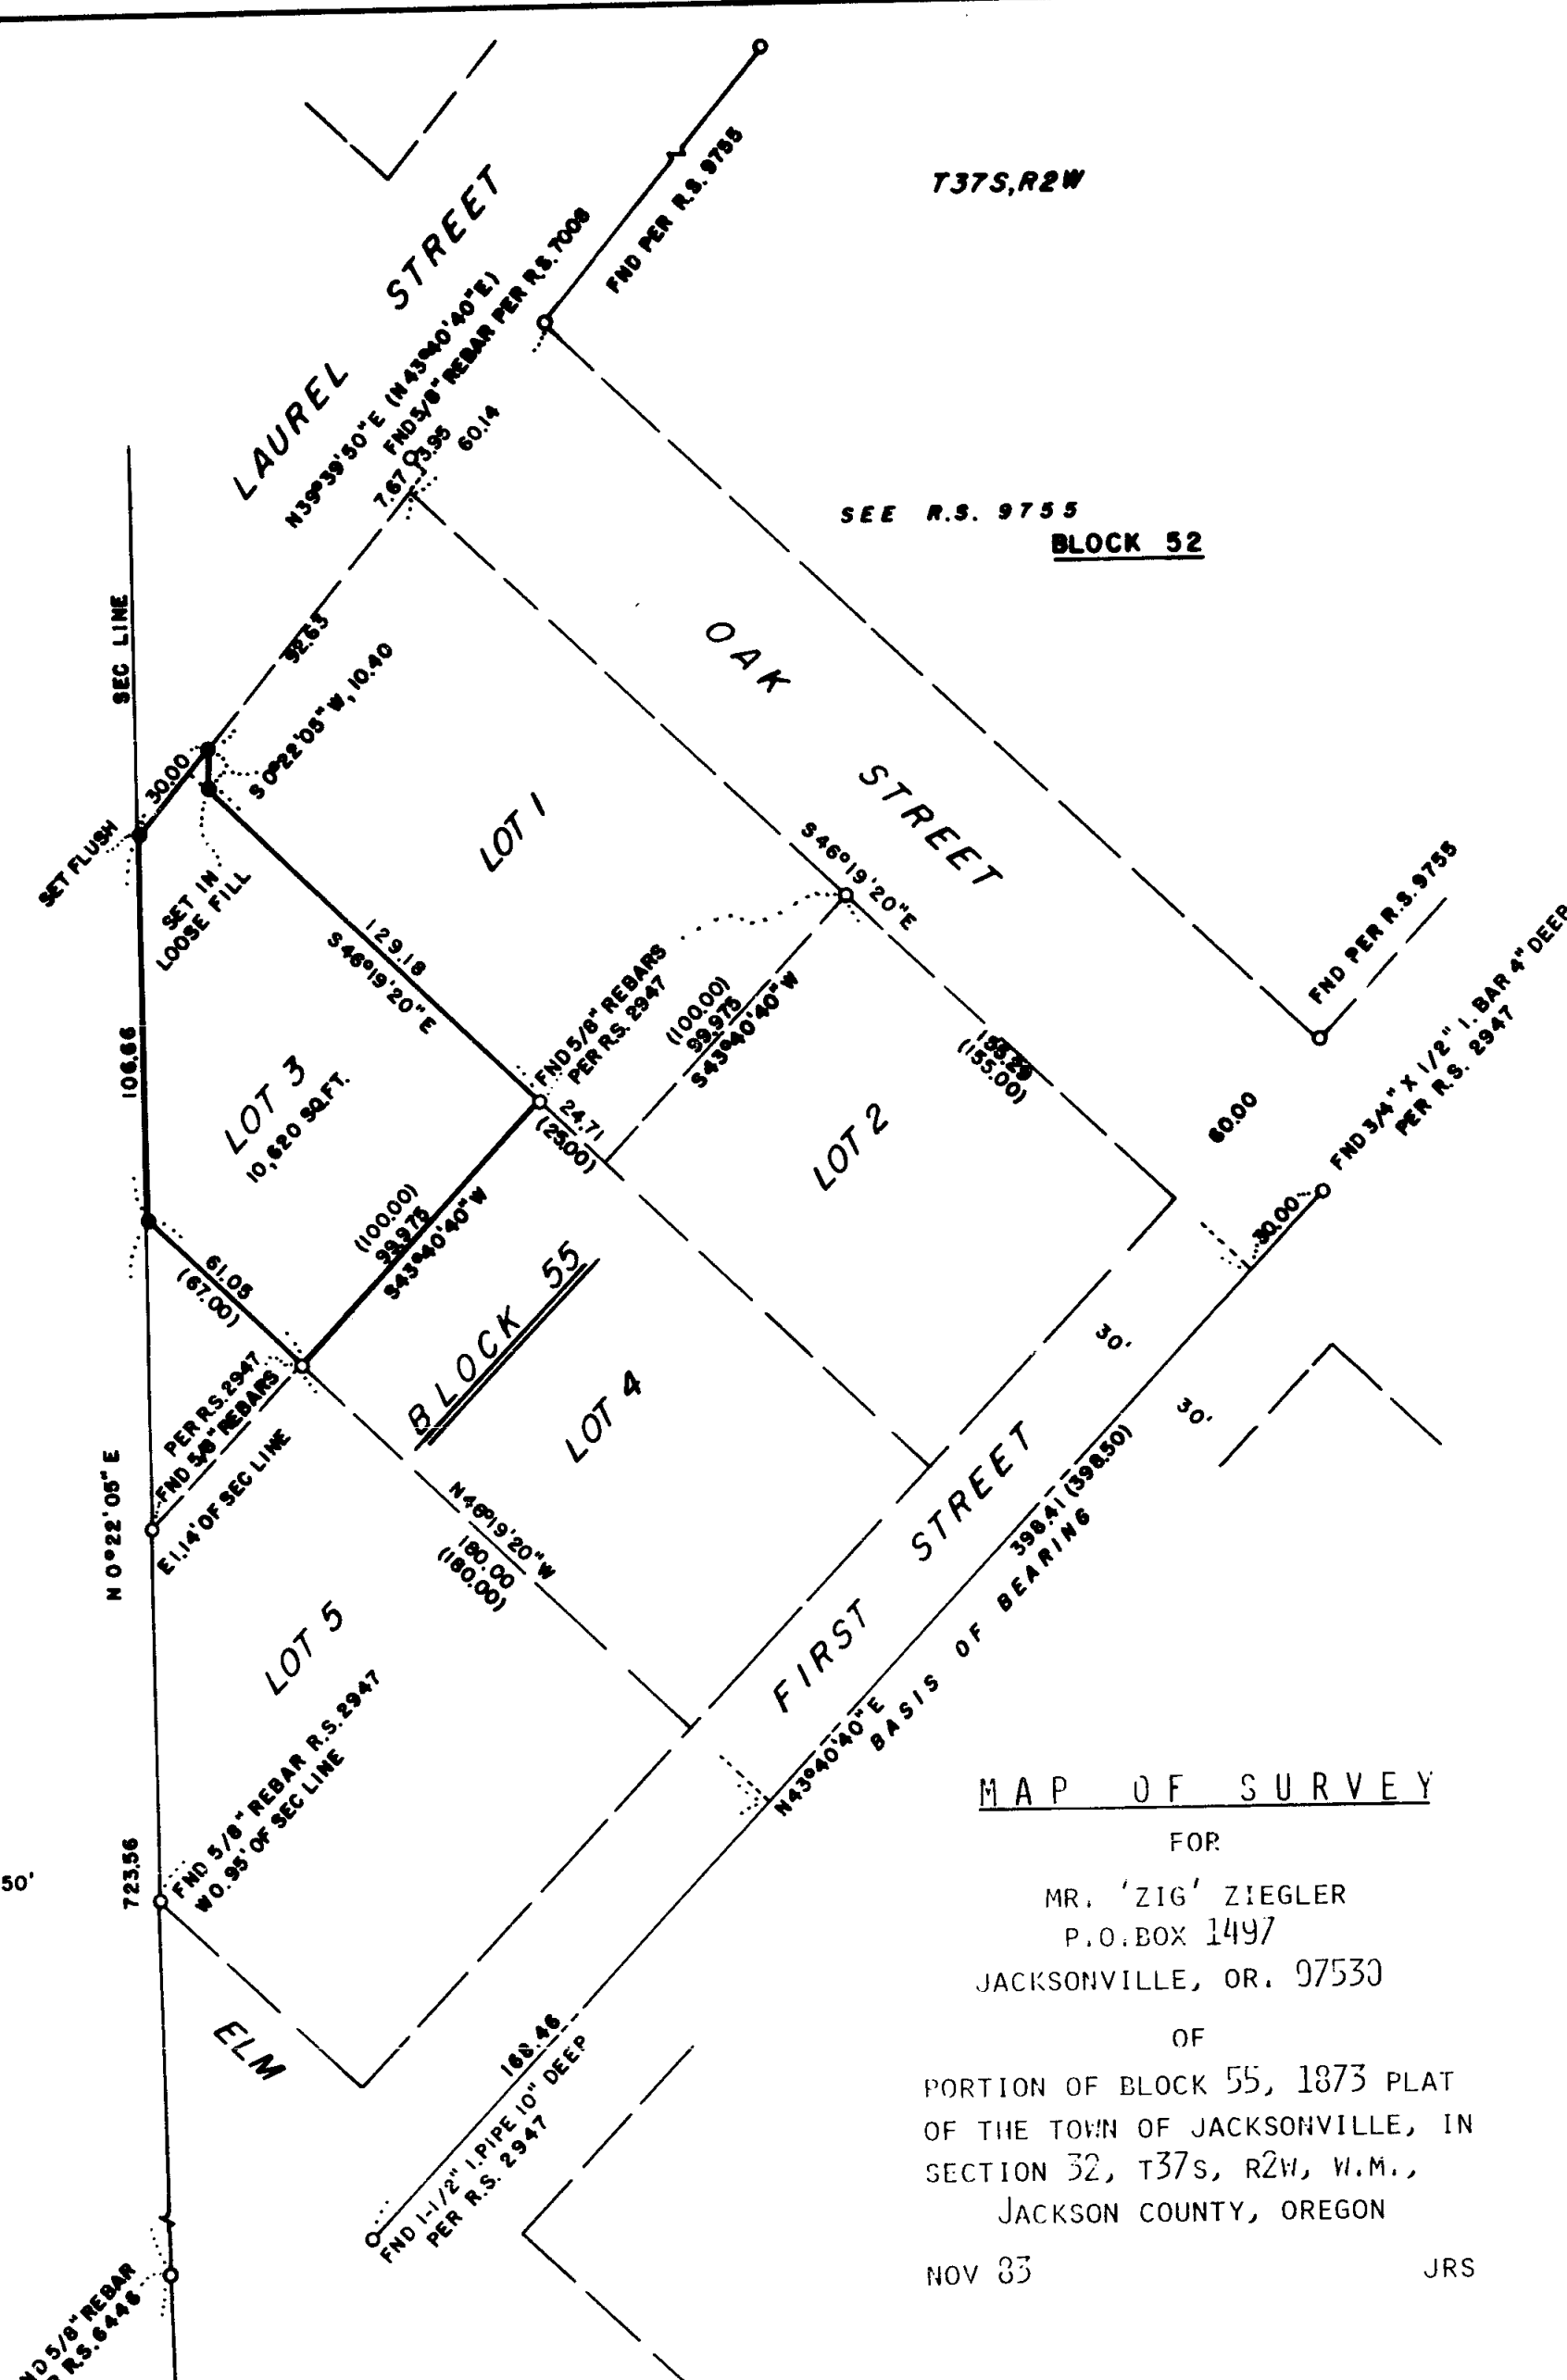 T37S,R2W
FND PER R.S. 9755
LAUREL STREET
N39°39'50"E (N43°40'40"E)
FND 5/8" REBAR PER R.S. 7006
7.67
3.95
60.14
SEE R.S. 9755
BLOCK 52
SEC LINE
92.63
S 0°22'05" W, 10.40
30.00
SET FLUSH
SET IN
LOOSE FILL
OAK STREET
LOT 1
S46°19'20"E
129.18
S46°19'20"E
FND 5/8" REBARS
PER RS. 2947
(100.00)
99.975
S43°40'40"W
155.29
(155.00)
FND PER R.S. 9755
FND 3/4" X 1/2" I. BAR 4" DEEP
PER R.S. 2947
60.00
30.00
106.66
LOT 3
10,620 SQ.FT.
24.71
(25.00)
LOT 2
(100.00)
99.975
S43°40'40"W
61.05
(67.00)
BLOCK 55
LOT 4
30'
30'
PER RS. 2947
FND 5/8" REBARS
E1.14' OF SEC LINE
N 0°22'05" E
N46°19'20"W
180.00
(180.00)
FIRST STREET
398.41 (398.50)
BASIS OF BEARING
N43°40'40"E
LOT 5
FND 5/8" REBAR R.S. 2947
W0.95' OF SEC LINE
723.56
50'
ELM
168.46
FND 1-1/2" I.PIPE 10" DEEP
PER R.S. 2947
5/8" REBAR
R.S. 6446
MAP OF SURVEY
FOR
MR. 'ZIG' ZIEGLER
P.O.BOX 1497
JACKSONVILLE, OR. 97530
OF
PORTION OF BLOCK 55, 1873 PLAT
OF THE TOWN OF JACKSONVILLE, IN
SECTION 32, T37S, R2W, W.M.,
JACKSON COUNTY, OREGON
NOV 83
JRS